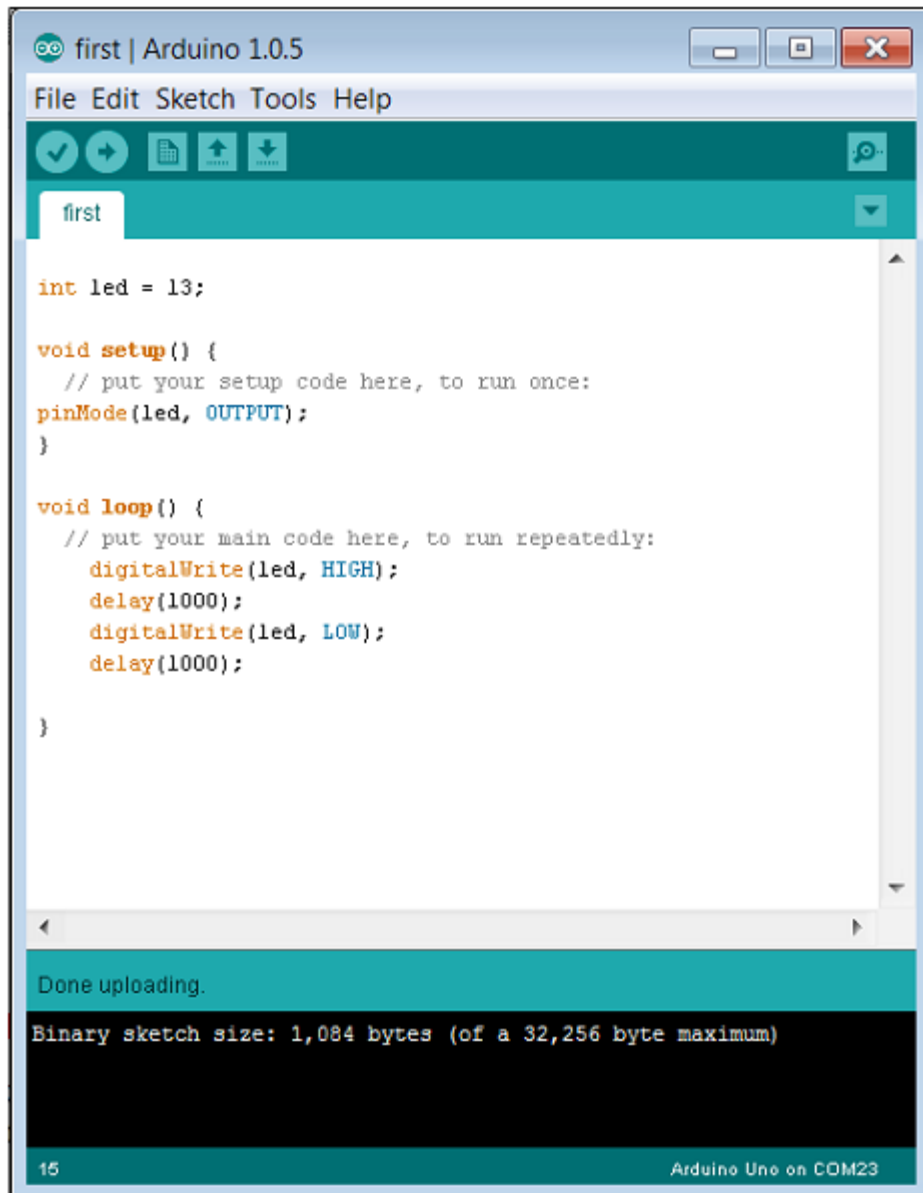 first | Arduino 1.0.5
File Edit Sketch Tools Help
first
int led = 13;
void setup() {
// put your setup code here, to run once:
pinMode(led, OUTPUT);
}
void loop() {
// put your main code here, to run repeatedly:
digitalWrite(led, HIGH);
delay(1000);
digitalWrite(led, LOW);
delay(1000);
}
Done uploading.
Binary sketch size: 1,084 bytes (of a 32,256 byte maximum)
15 Arduino Uno on COM23